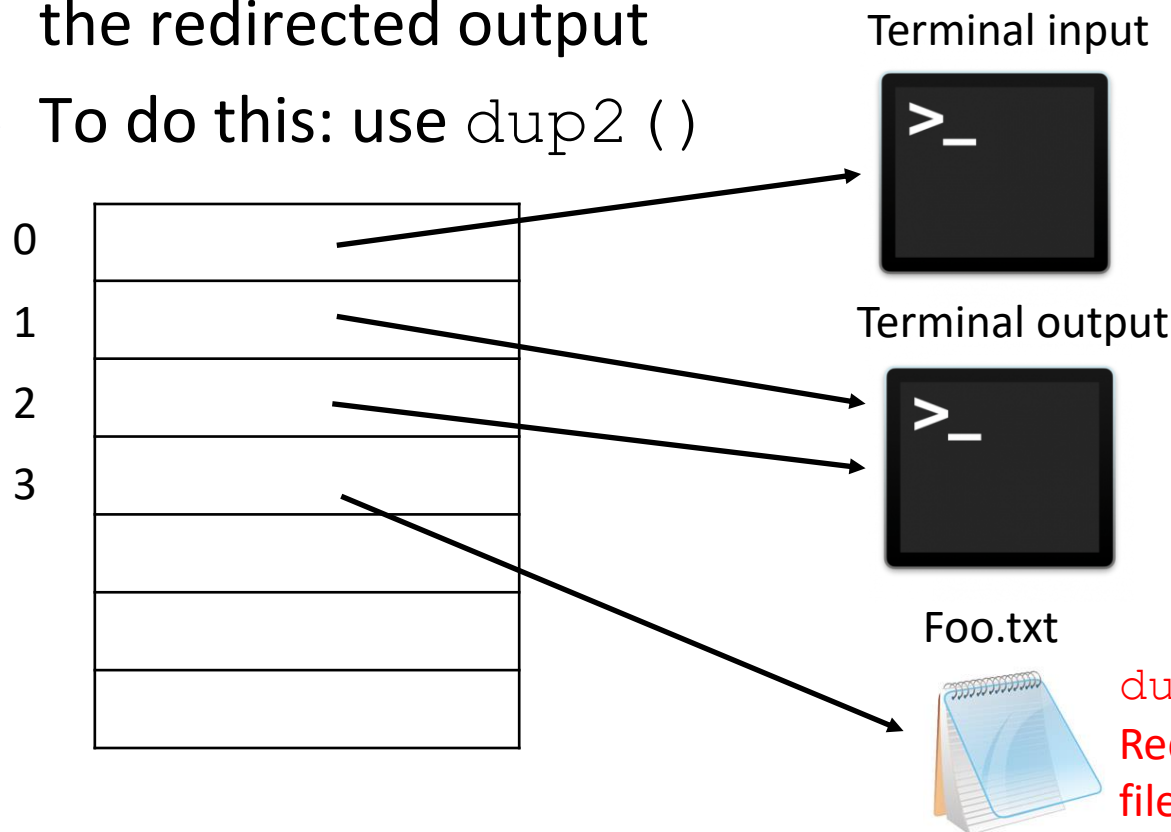 the redirected output
To do this: use dup2()
Terminal input
>_
0
1
2
3
Terminal output
>_
Foo.txt